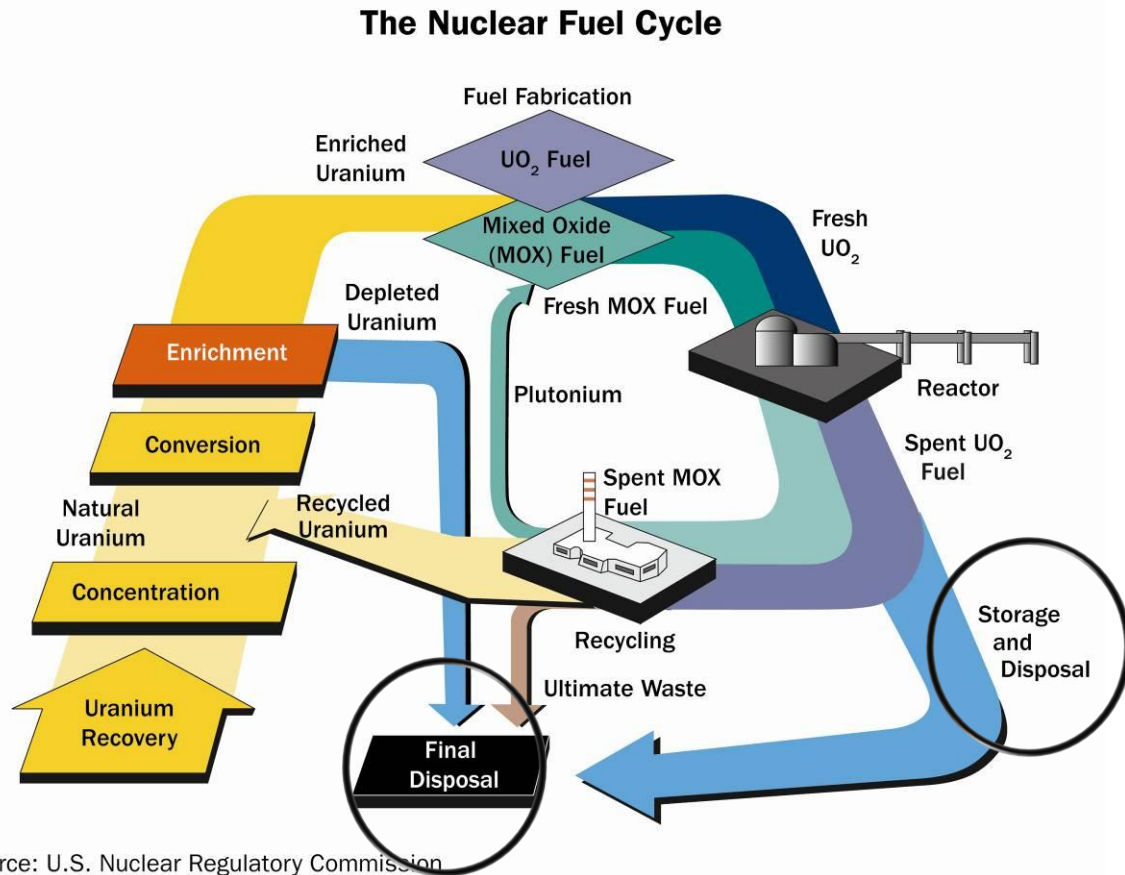 The Nuclear Fuel Cycle
Fuel Fabrication
Enriched
Uranium
UO₂ Fuel
Mixed Oxide
(MOX) Fuel
Fresh
UO₂
Depleted
Uranium
Fresh MOX Fuel
Enrichment
Plutonium
Reactor
Conversion
Spent UO₂
Fuel
Natural
Uranium
Recycled
Uranium
Spent MOX
Fuel
Concentration
Storage
and
Disposal
Recycling
Ultimate Waste
Uranium
Recovery
Final
Disposal
rce: U.S. Nuclear Regulatory Commission